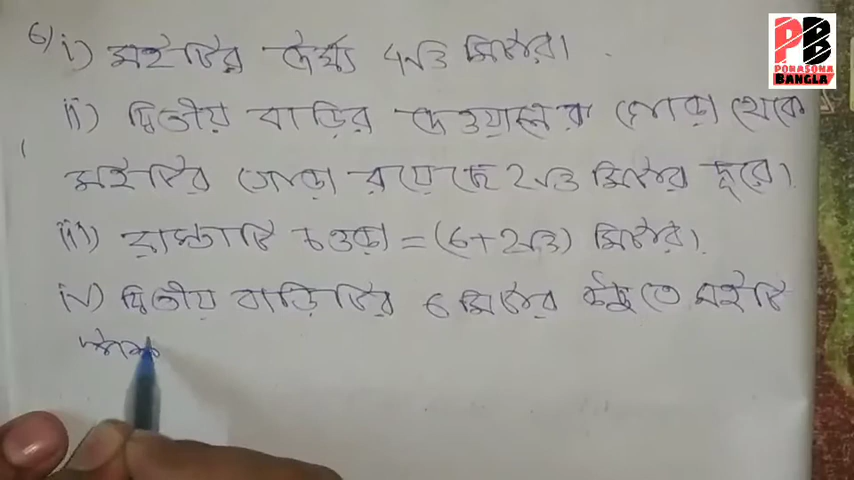 PB
PONASONA
BANGLA
6) i) মইটির দৈর্ঘ্য 4√3 মিটার।
ii) দ্বিতীয় বাড়ির দেওয়ালের গোড়া থেকে
মইটির গোড়া রয়েছে 2√3 মিটার দূরে।
iii) রাস্তাটি চওড়া = (6+2√3) মিটার।
iv) দ্বিতীয় বাড়িটির 6 মিটার উঁচুতে মইটি